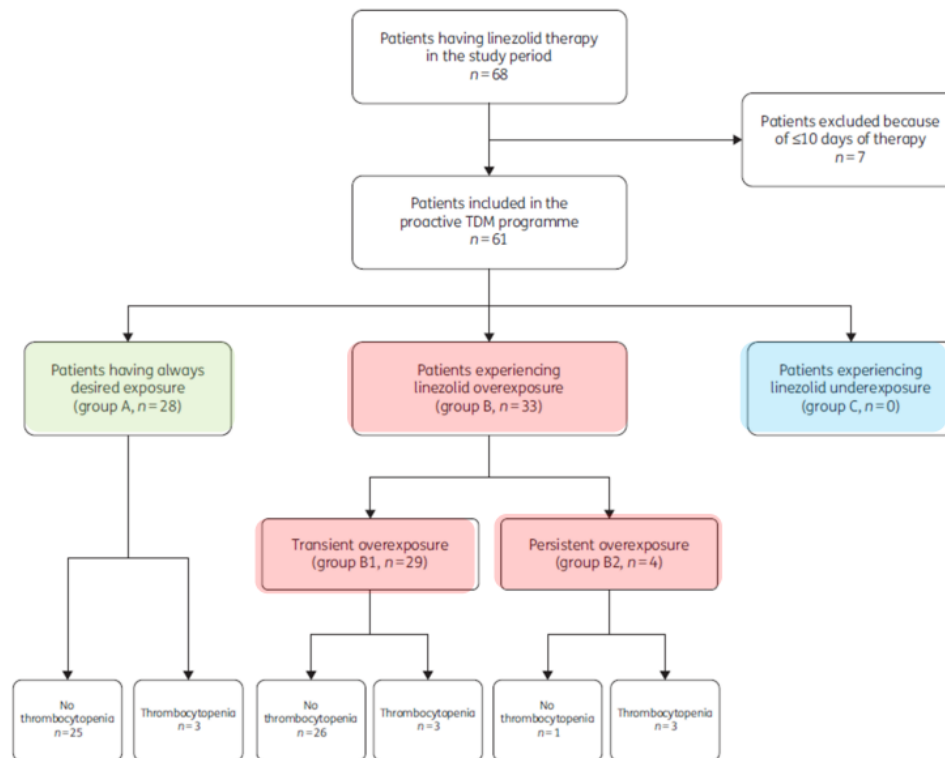 Patients having linezolid therapy
in the study period
n=68
Patients excluded because
of ≤10 days of therapy
n=7
Patients included in the
proactive TDM programme
n=61
Patients having always
desired exposure
(group A, n=28)
Patients experiencing
linezolid overexposure
(group B, n=33)
Patients experiencing
linezolid underexposure
(group C, n=0)
Transient overexposure
(group B1, n=29)
Persistent overexposure
(group B2, n=4)
No
thrombocytopenia
n=25
Thrombocytopenia
n=3
No
thrombocytopenia
n=26
Thrombocytopenia
n=3
No
thrombocytopenia
n=1
Thrombocytopenia
n=3